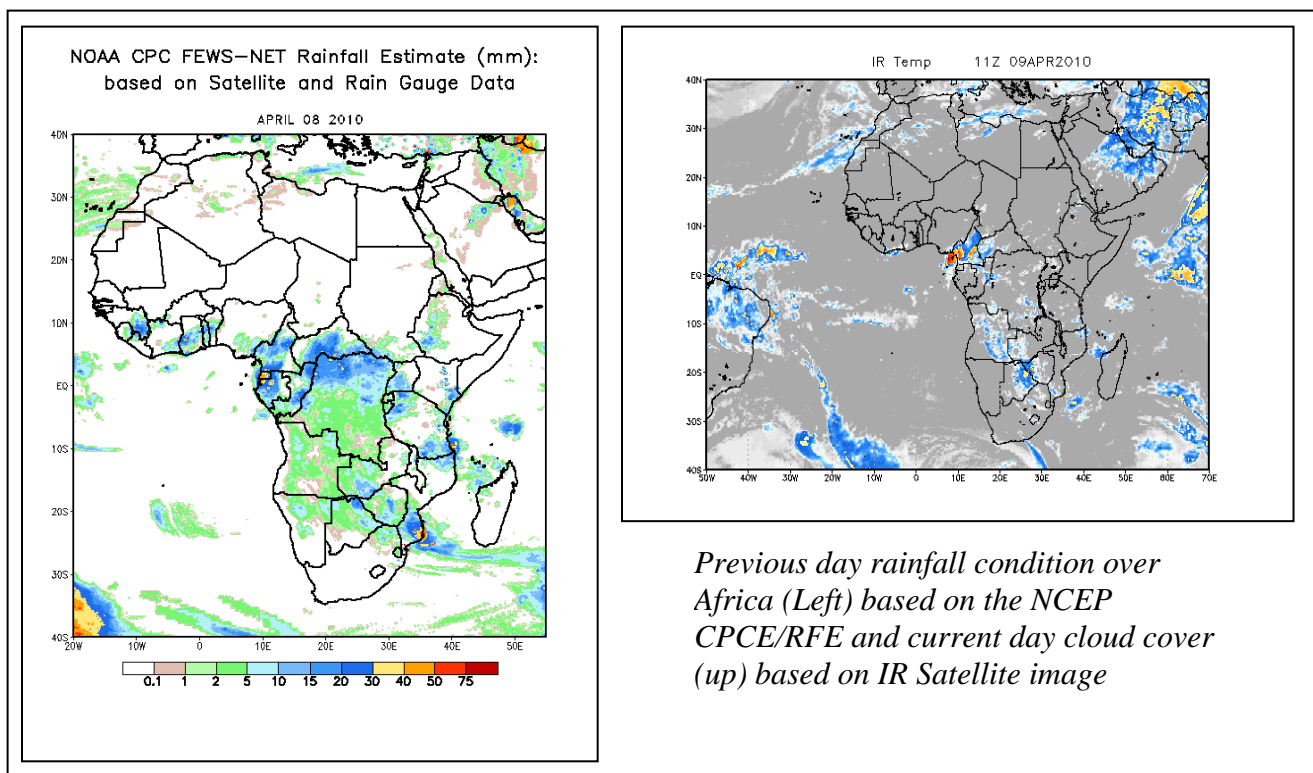 NOAA CPC FEWS-NET Rainfall Estimate (mm):
based on Satellite and Rain Gauge Data
APRIL 08 2010
40N
30N
20N
10N
EQ
10S
20S
30S
40S
20W 10W 0 10E 20E 30E 40E 50E
0.1 1 2 5 10 15 20 30 40 50 75
IR Temp 11Z 09APR2010
40N
30N
20N
10N
EQ
10S
20S
30S
40S
50W 40W 30W 20W 10W 0 10E 20E 30E 40E 50E 60E 70E
Previous day rainfall condition over
Africa (Left) based on the NCEP
CPCE/RFE and current day cloud cover
(up) based on IR Satellite image